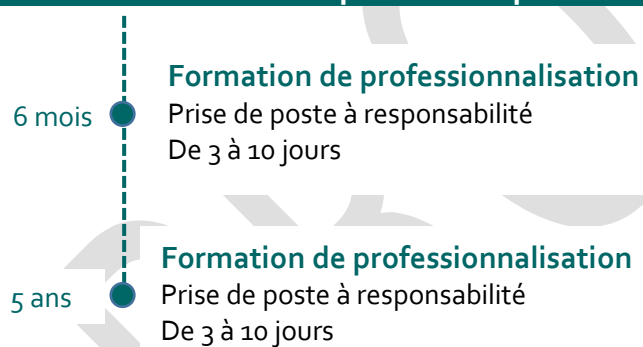 Formation de professionnalisation
6 mois
Prise de poste à responsabilité
De 3 à 10 jours
Formation de professionnalisation
5 ans
Prise de poste à responsabilité
De 3 à 10 jours